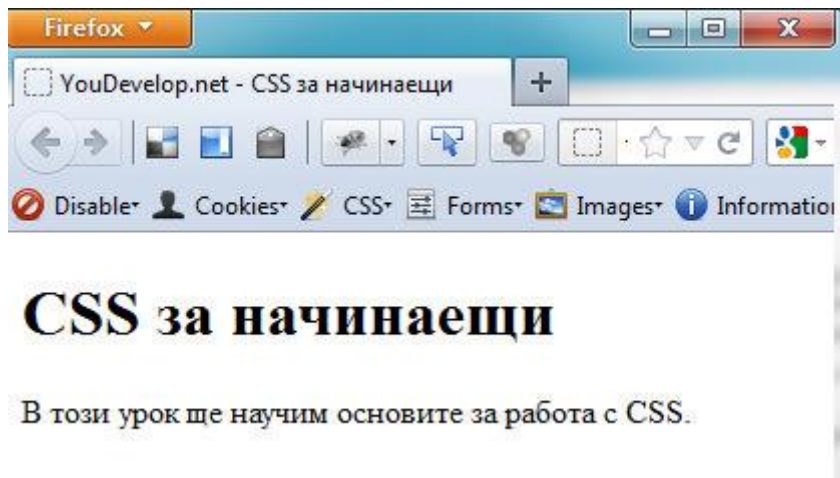 Firefox
YouDevelop.net - CSS за начинаещи
Disable Cookies CSS Forms Images Information
CSS за начинаещи
В този урок ще научим основите за работа с CSS.